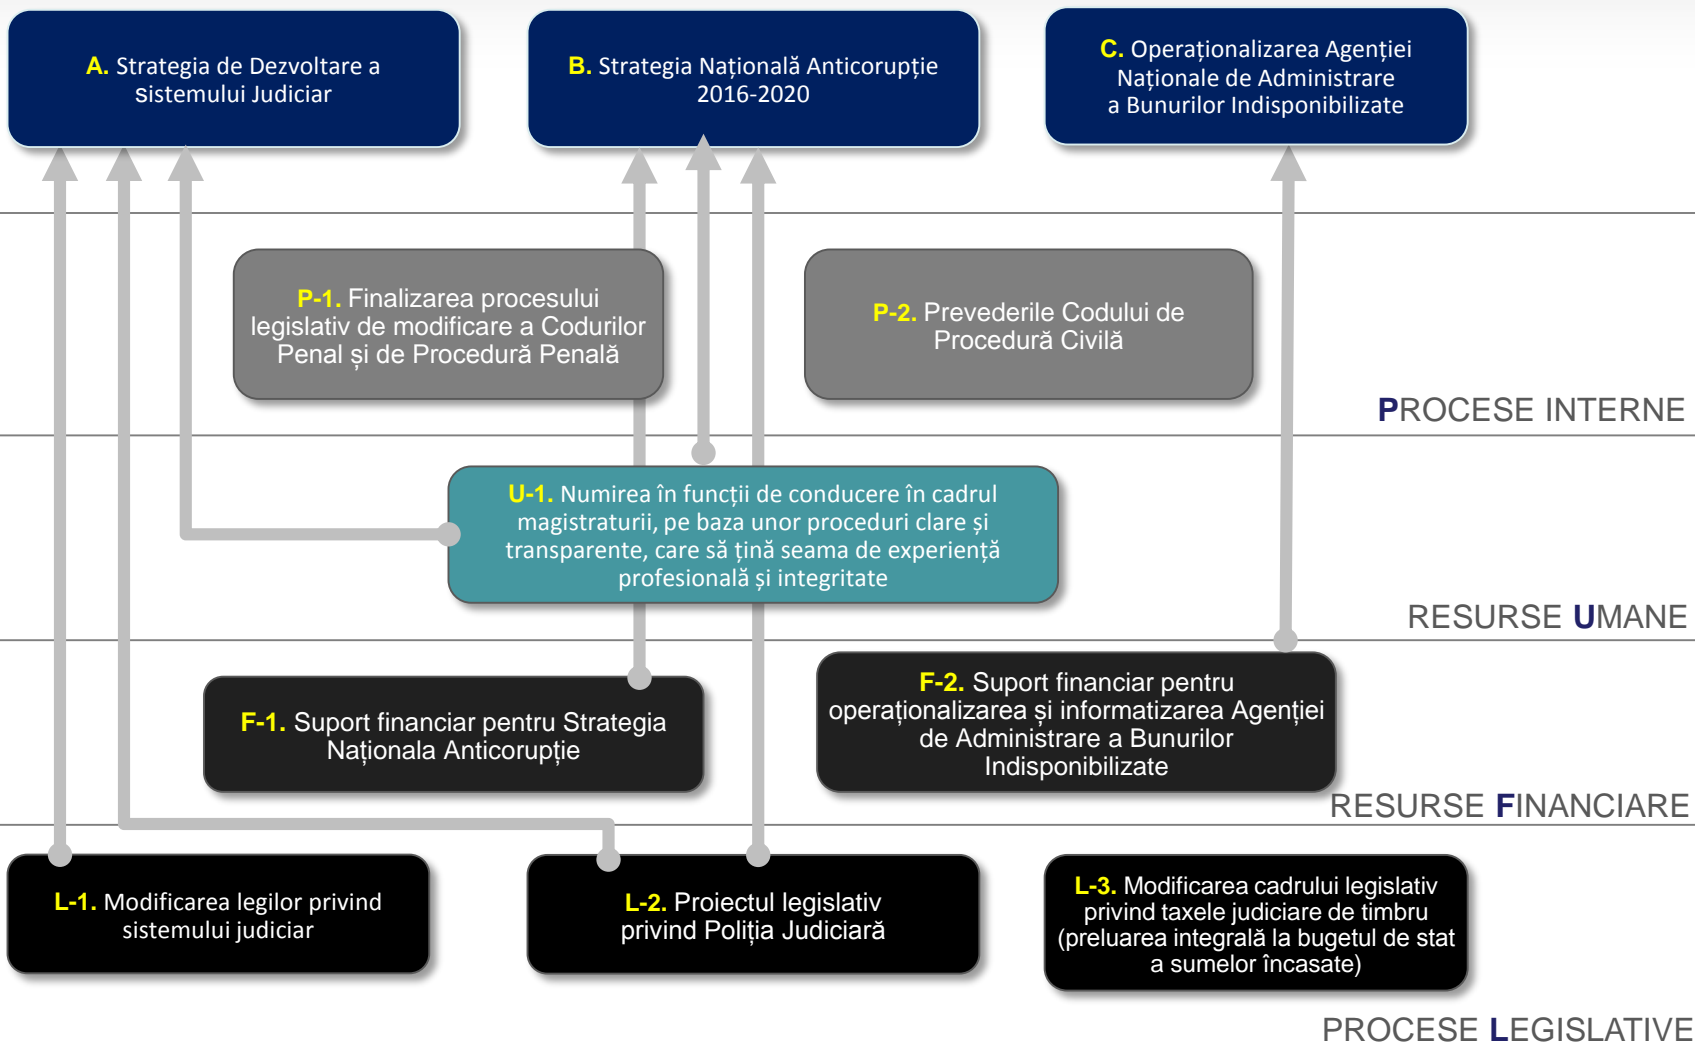 A. Strategia de Dezvoltare a
sistemului Judiciar
B. Strategia Națională Anticorupție
2016-2020
C. Operaționalizarea Agenției
Naționale de Administrare
a Bunurilor Indisponibilizate
P-1. Finalizarea procesului
legislativ de modificare a Codurilor
Penal și de Procedură Penală
P-2. Prevederile Codului de
Procedură Civilă
PROCESE INTERNE
U-1. Numirea în funcții de conducere în cadrul
magistraturii, pe baza unor proceduri clare și
transparente, care să țină seama de experiență
profesională și integritate
RESURSE UMANE
F-1. Suport financiar pentru Strategia
Naționala Anticorupție
F-2. Suport financiar pentru
operaționalizarea și informatizarea Agenției
de Administrare a Bunurilor
Indisponibilizate
RESURSE FINANCIARE
L-1. Modificarea legilor privind
sistemului judiciar
L-2. Proiectul legislativ
privind Poliția Judiciară
L-3. Modificarea cadrului legislativ
privind taxele judiciare de timbru
(preluarea integrală la bugetul de stat
a sumelor încasate)
PROCESE LEGISLATIVE